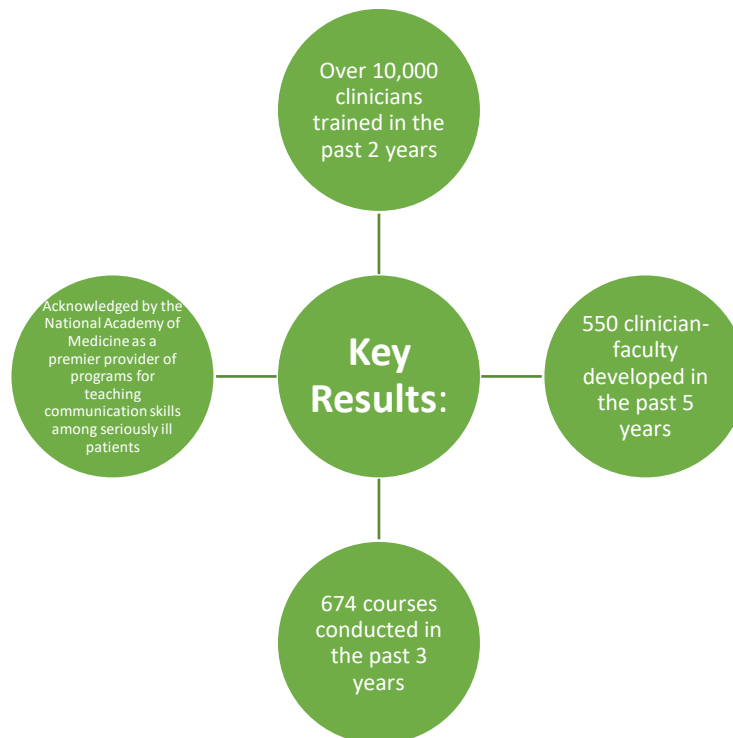 Over 10,000
clinicians
trained in the
past 2 years
Acknowledged by the
National Academy of
Medicine as a
premier provider of
programs for
teaching
communication skills
among seriously ill
patients
Key
Results:
550 clinician-
faculty
developed in
the past 5
years
674 courses
conducted in
the past 3
years